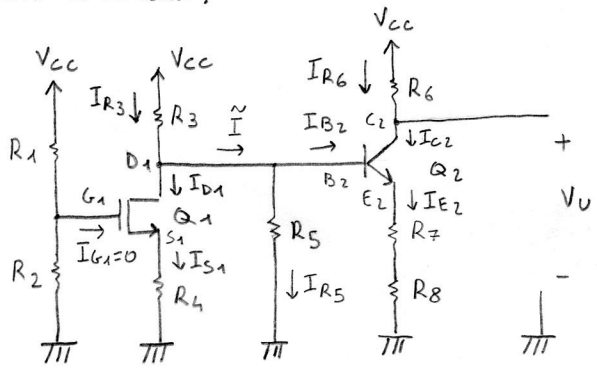 VCC
VCC
VCC
IR3
R3
IR6
R6
R1
Ĩ
IB2
C2
IC2
+
D1
ID1
B2
Q2
G1
Q1
E2
IE2
VU
IG1=0
S1
IS1
R5
R7
R2
R4
IR5
R8
-